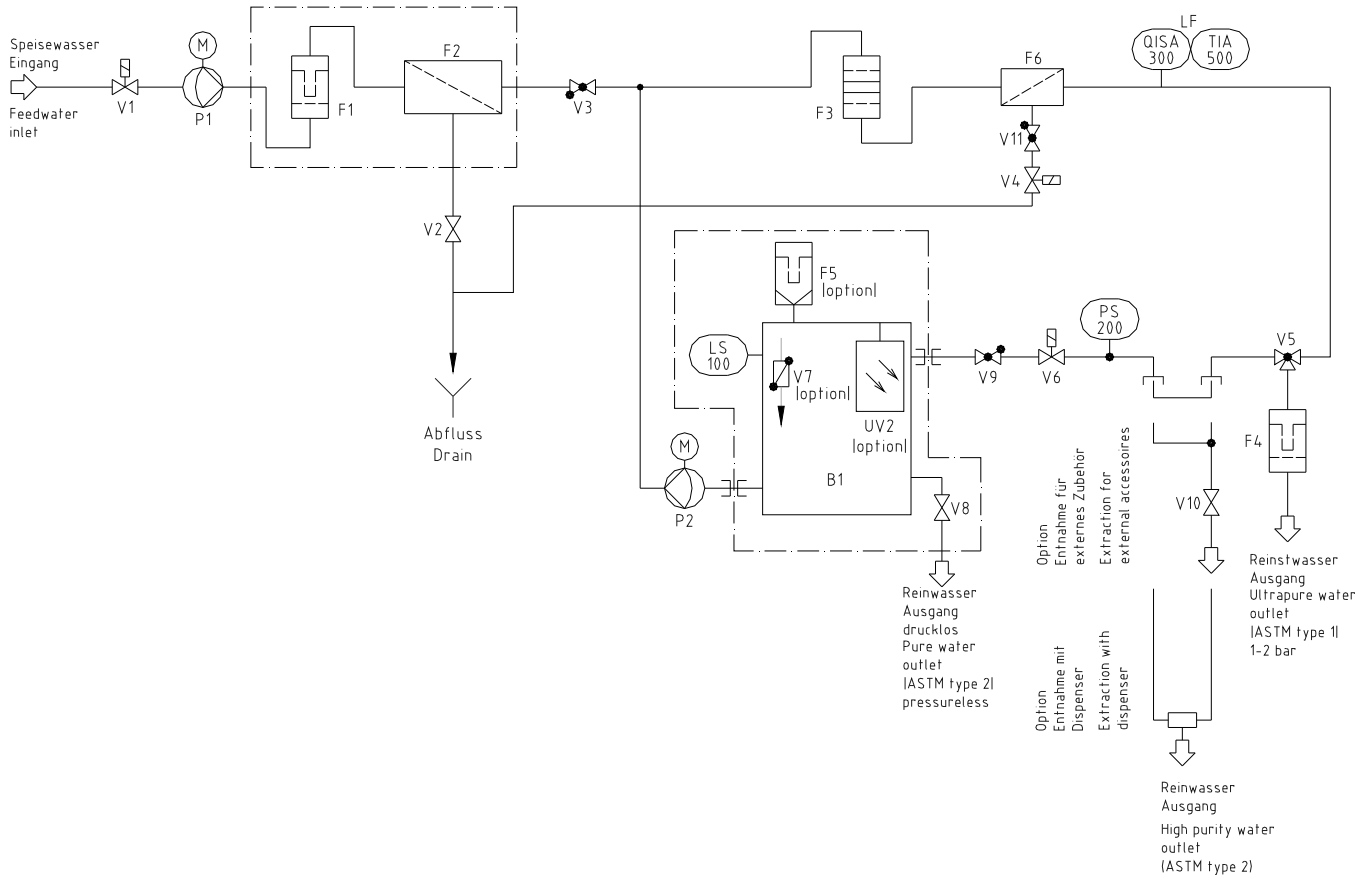 Speisewasser
Eingang
Feedwater
inlet
V1
M
P1
F1
F2
V3
V2
Abfluss
Drain
F3
F6
V11
V4
LF
QISA
300
TIA
500
F5
|option|
LS
100
V7
|option|
UV2
|option|
B1
M
P2
V8
Reinwasser
Ausgang
drucklos
Pure water
outlet
|ASTM type 2|
pressureless
V9
V6
PS
200
V5
F4
V10
Option
Entnahme für
externes Zubehör
Extraction for
external accessoires
Reinstwasser
Ausgang
Ultrapure water
outlet
|ASTM type 1|
1-2 bar
Option
Entnahme mit
Dispenser
Extraction with
dispenser
Reinwasser
Ausgang
High purity water
outlet
(ASTM type 2)